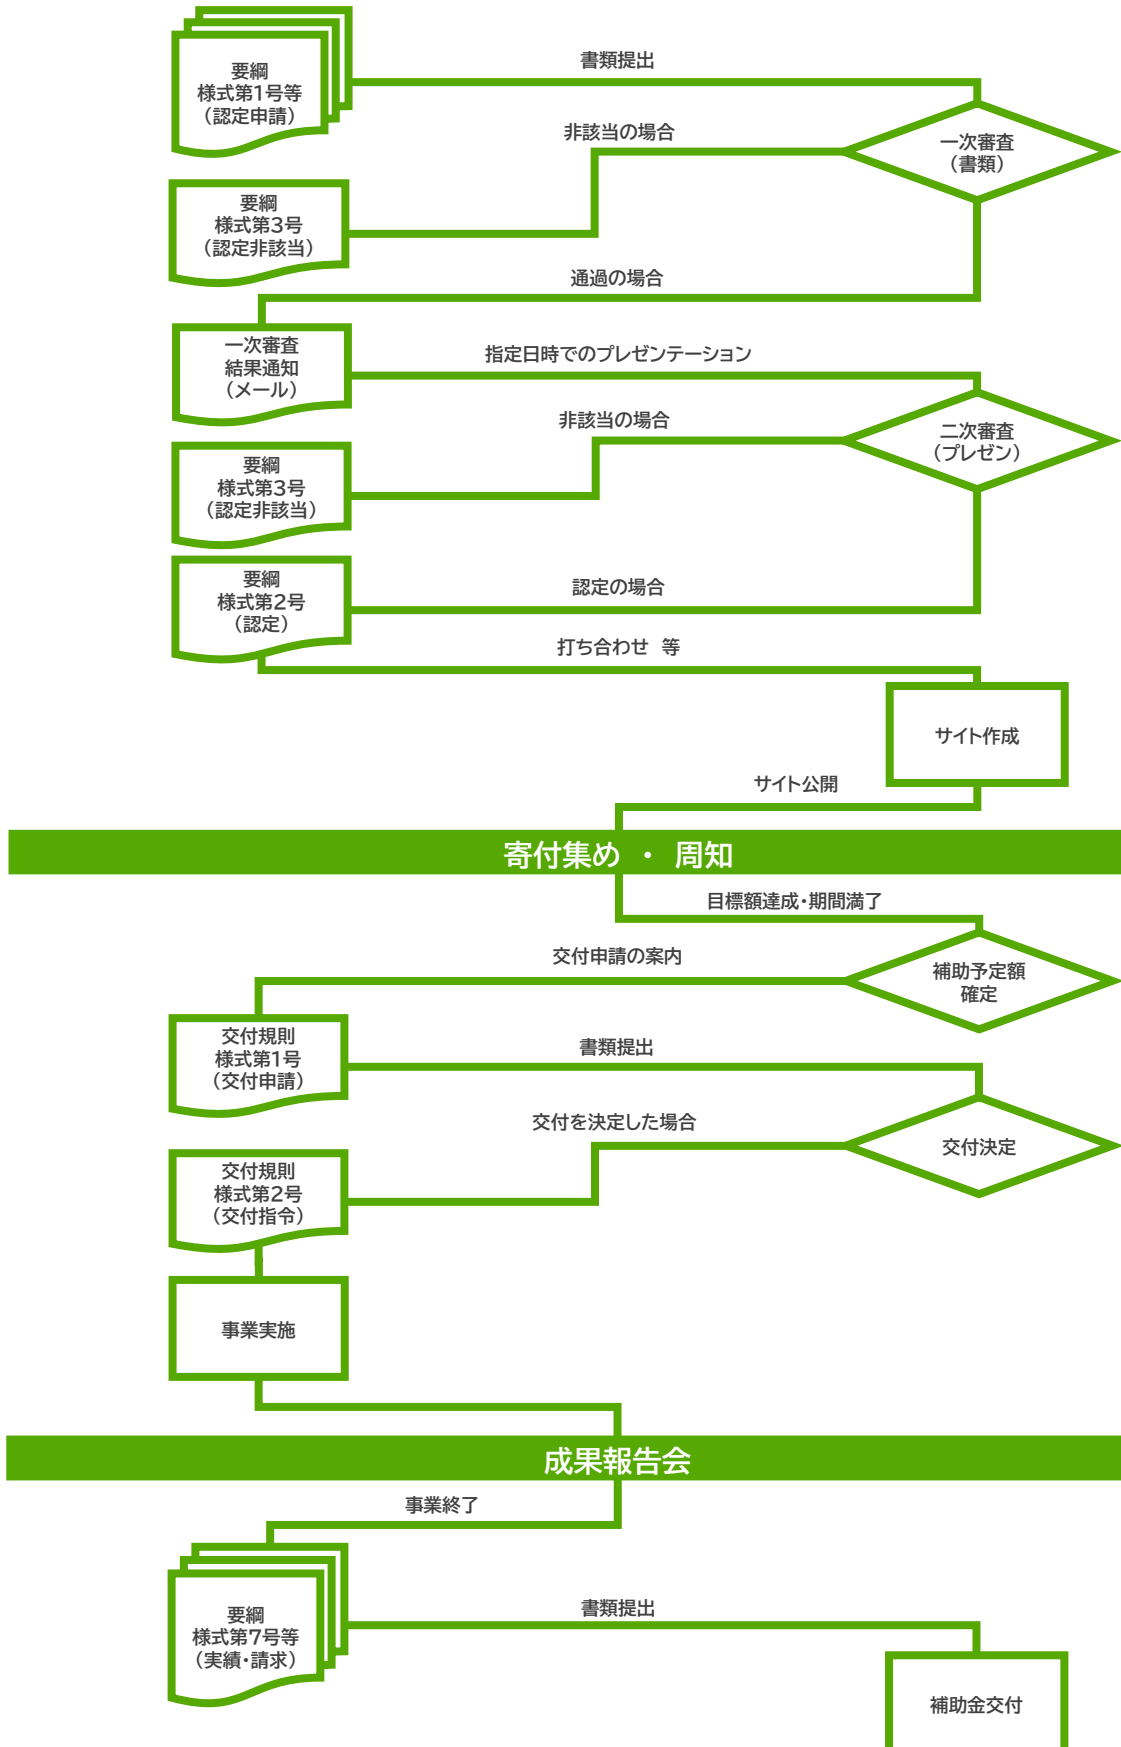 要綱
様式第1号等
（認定申請）
書類提出
一次審査
（書類）
非該当の場合
要綱
様式第3号
（認定非該当）
通過の場合
一次審査
結果通知
（メール）
指定日時でのプレゼンテーション
二次審査
（プレゼン）
非該当の場合
要綱
様式第3号
（認定非該当）
認定の場合
要綱
様式第2号
（認定）
打ち合わせ　等
サイト作成
サイト公開
寄付集め　・　周知
目標額達成・期間満了
補助予定額
確定
交付申請の案内
交付規則
様式第1号
（交付申請）
書類提出
交付決定
交付を決定した場合
交付規則
様式第2号
（交付指令）
事業実施
成果報告会
事業終了
要綱
様式第7号等
（実績・請求）
書類提出
補助金交付